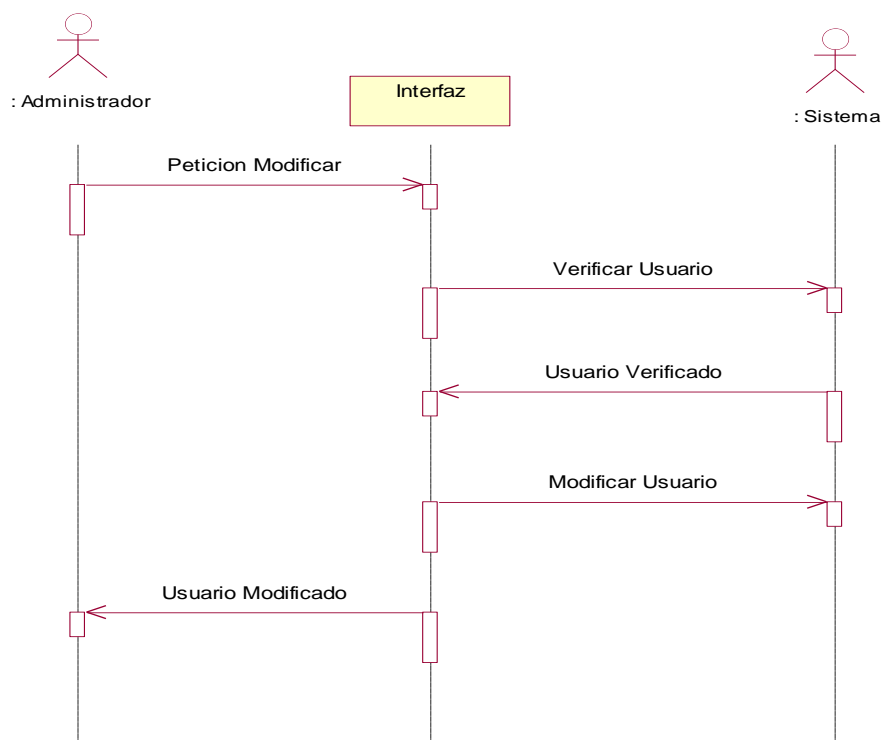 : Administrador
Interfaz
: Sistema
Peticion Modificar
Verificar Usuario
Usuario Verificado
Modificar Usuario
Usuario Modificado